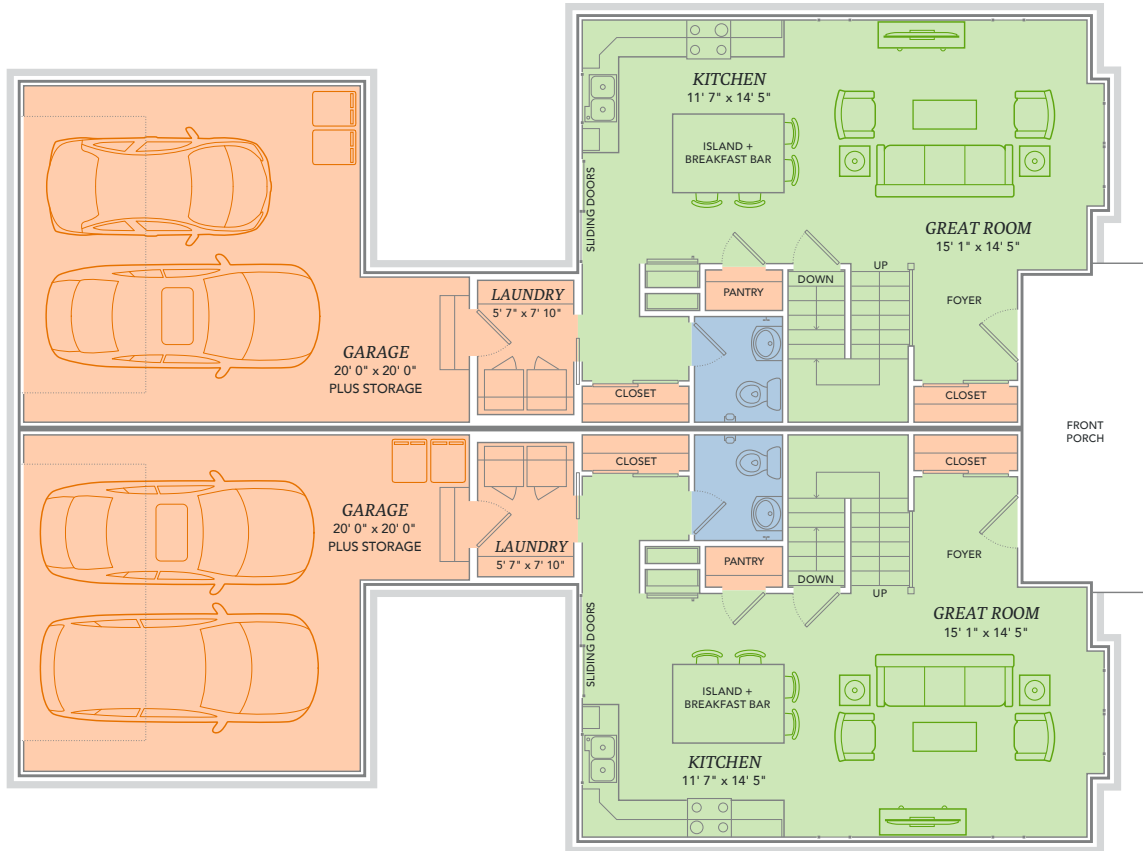 KITCHEN
11' 7" x 14' 5"
ISLAND +
BREAKFAST BAR
SLIDING DOORS
GREAT ROOM
15' 1" x 14' 5"
UP
DOWN
PANTRY
FOYER
LAUNDRY
5' 7" x 7' 10"
GARAGE
20' 0" x 20' 0"
PLUS STORAGE
CLOSET
CLOSET
FRONT
PORCH
CLOSET
CLOSET
GARAGE
20' 0" x 20' 0"
PLUS STORAGE
LAUNDRY
5' 7" x 7' 10"
PANTRY
FOYER
DOWN
UP
GREAT ROOM
15' 1" x 14' 5"
SLIDING DOORS
ISLAND +
BREAKFAST BAR
KITCHEN
11' 7" x 14' 5"